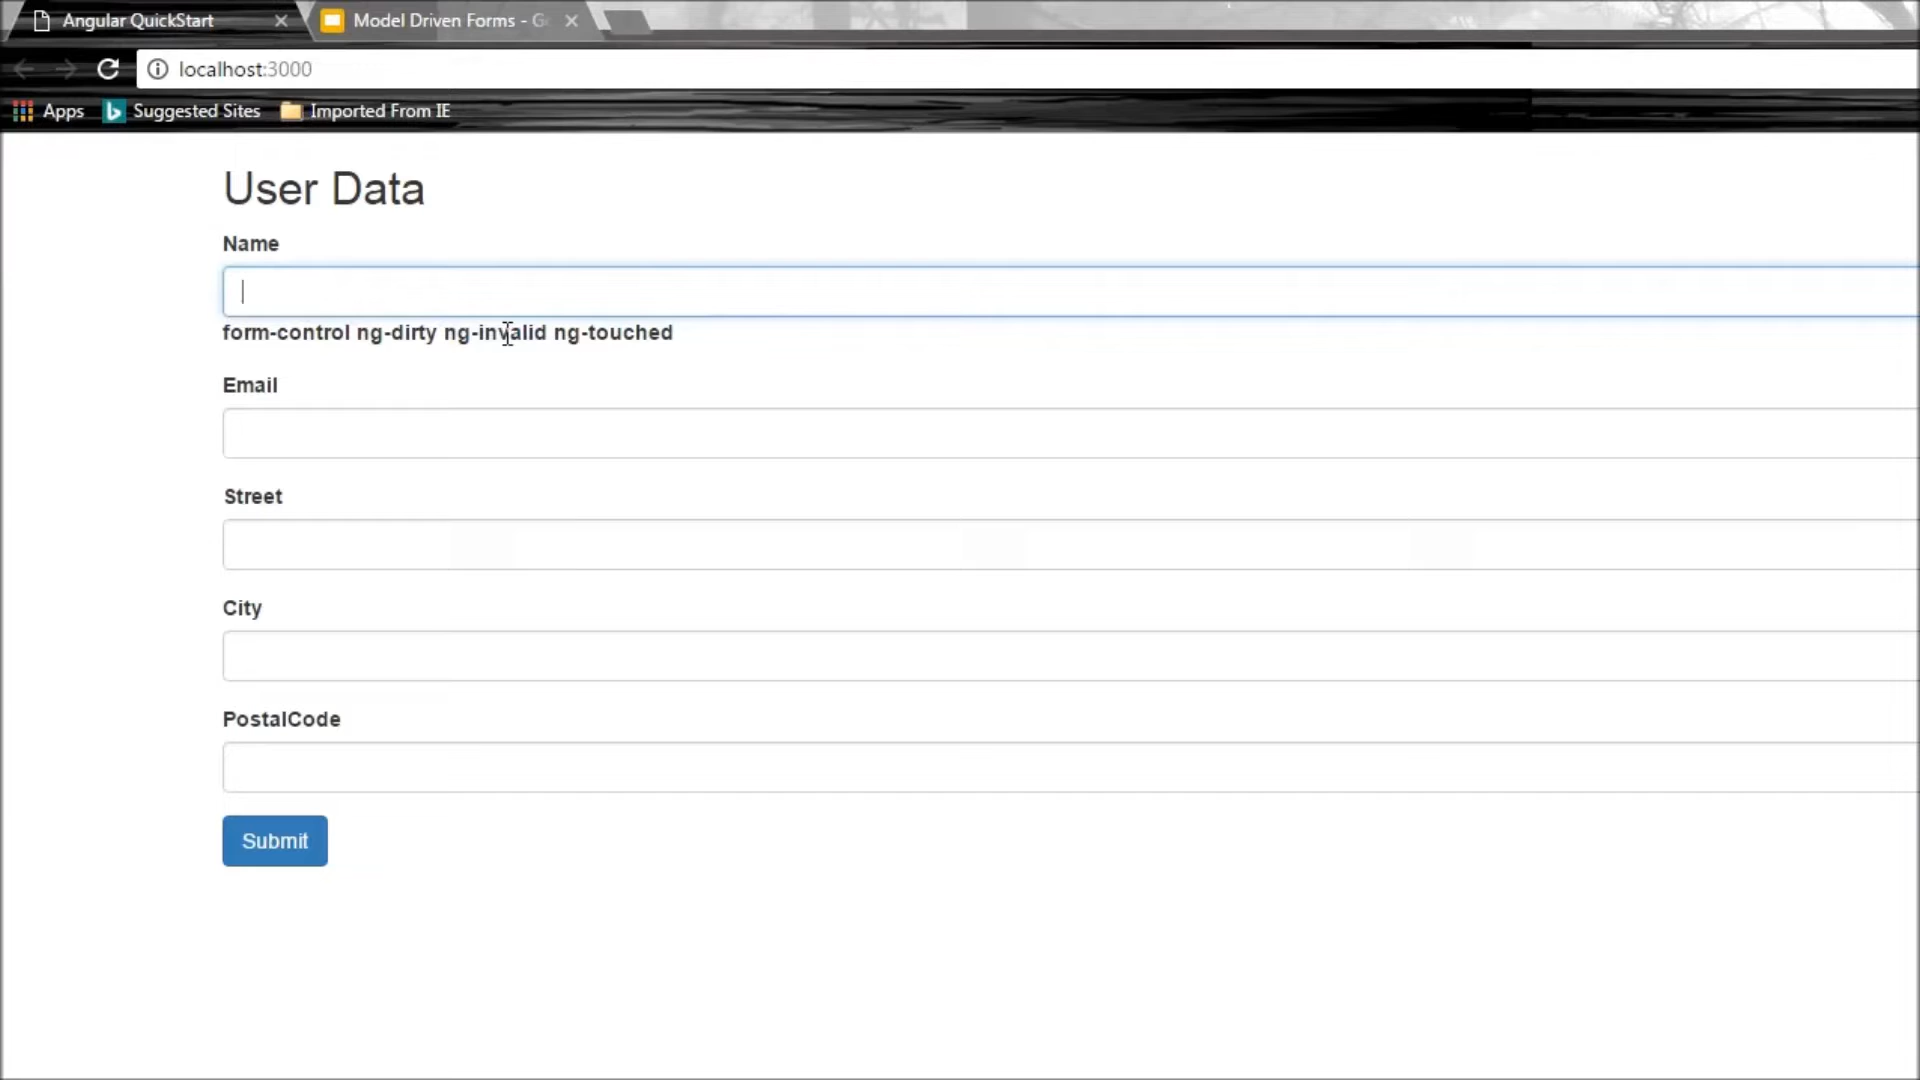 Angular QuickStart
Model Driven Forms - G
localhost:3000
Apps Suggested Sites Imported From IE
User Data
Name
form-control ng-dirty ng-invalid ng-touched
Email
Street
City
PostalCode
Submit